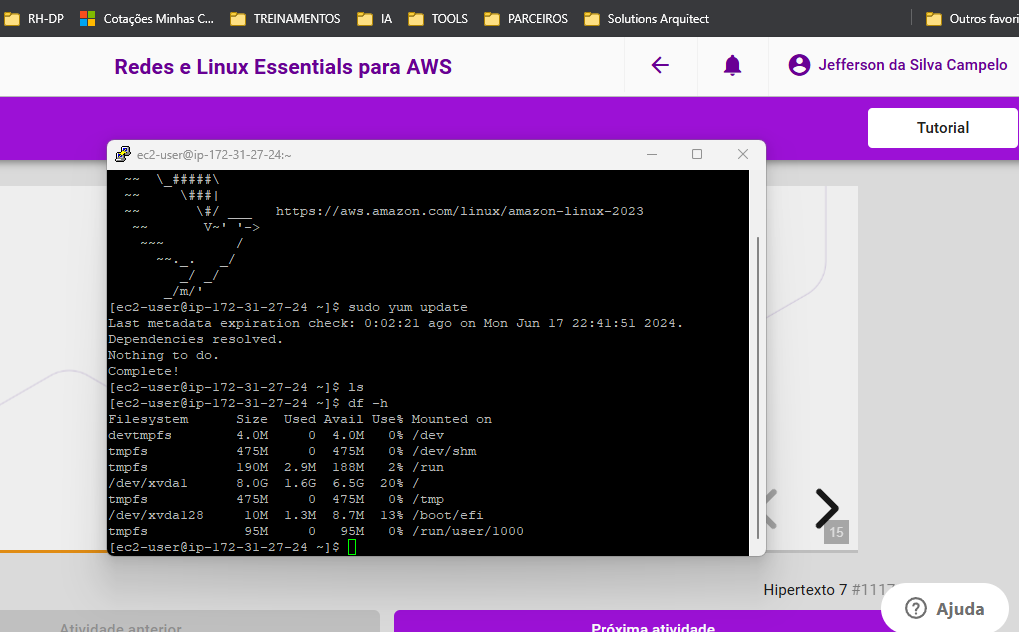 RH-DP Cotações Minhas C... TREINAMENTOS IA TOOLS PARCEIROS Solutions Arquitect Outros favori
Redes e Linux Essentials para AWS
Jefferson da Silva Campelo
Tutorial
ec2-user@ip-172-31-27-24:~
~~  \_#####\
~~     \###|
~~       \#/ ___   https://aws.amazon.com/linux/amazon-linux-2023
~~       V~' '->
~~~         /
~~._.   _/
_/ _/
_/m/'
[ec2-user@ip-172-31-27-24 ~]$ sudo yum update
Last metadata expiration check: 0:02:21 ago on Mon Jun 17 22:41:51 2024.
Dependencies resolved.
Nothing to do.
Complete!
[ec2-user@ip-172-31-27-24 ~]$ ls
[ec2-user@ip-172-31-27-24 ~]$ df -h
Filesystem      Size  Used Avail Use% Mounted on
devtmpfs        4.0M     0  4.0M   0% /dev
tmpfs           475M     0  475M   0% /dev/shm
tmpfs           190M  2.9M  188M   2% /run
/dev/xvda1      8.0G  1.6G  6.5G  20% /
tmpfs           475M     0  475M   0% /tmp
/dev/xvda128     10M  1.3M  8.7M  13% /boot/efi
tmpfs            95M     0   95M   0% /run/user/1000
[ec2-user@ip-172-31-27-24 ~]$
15
Hipertexto 7 #1117
Ajuda
Atividade anterior
Próxima atividade